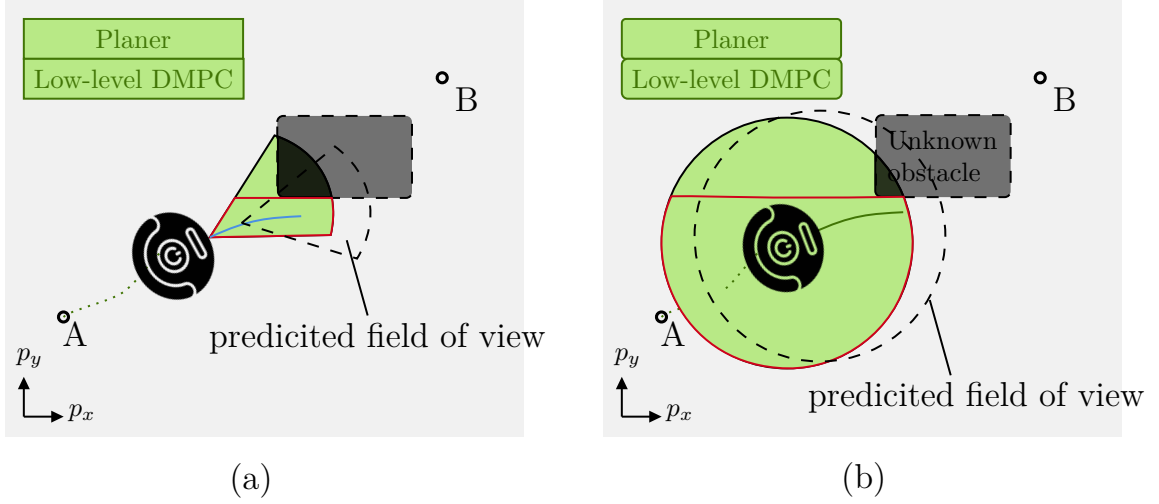 Planer
Low-level DMPC
B
A
predicited field of view
p_y
p_x
(a)
Planer
Low-level DMPC
B
Unknown
obstacle
A
p_y
predicited field of view
p_x
(b)